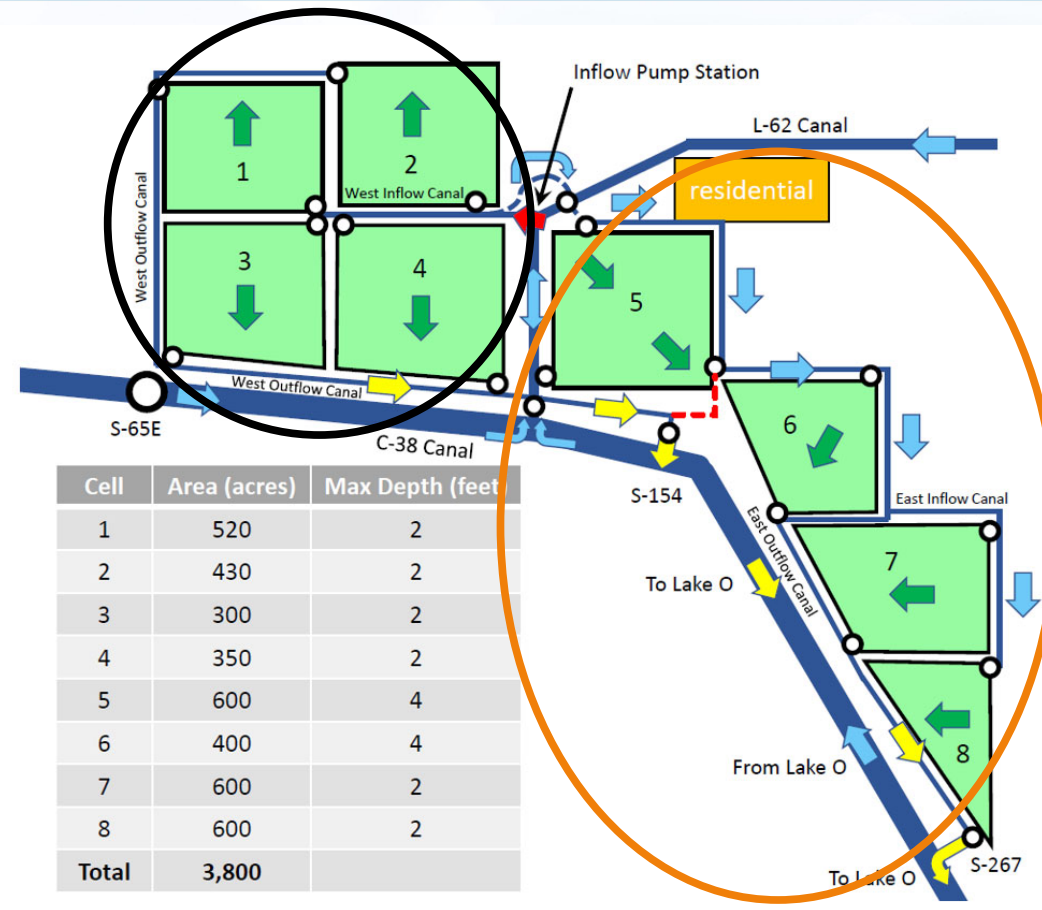 Inflow Pump Station
L-62 Canal
residential
1
2
West Inflow Canal
West Outflow Canal
3
4
5
West Outflow Canal
S-65E
C-38 Canal
6
S-154
East Inflow Canal
East Outflow Canal
7
To Lake O
8
From Lake O
To Lake O
S-267
Cell Area (acres) Max Depth (feet
1 520 2
2 430 2
3 300 2
4 350 2
5 600 4
6 400 4
7 600 2
8 600 2
Total 3,800